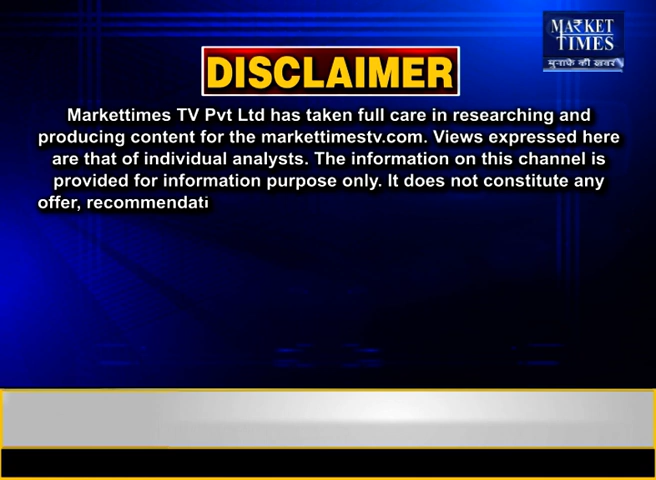 MARKET
TIMES
मुनाफे की खबर
DISCLAIMER
Markettimes TV Pvt Ltd has taken full care in researching and
producing content for the markettimestv.com. Views expressed here
are that of individual analysts. The information on this channel is
provided for information purpose only. It does not constitute any
offer, recommendati